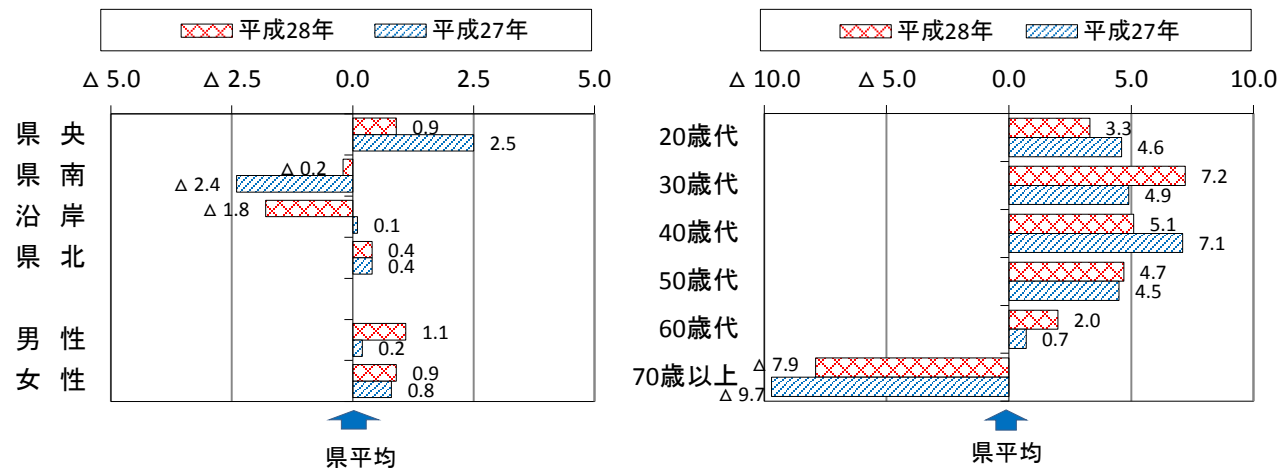 平成28年 平成27年
△ 5.0 △ 2.5 0.0 2.5 5.0
県 央 0.9
2.5
県 南 △ 0.2
△ 2.4
沿 岸 △ 1.8
0.1
県 北 0.4
0.4
男 性 1.1
0.2
女 性 0.9
0.8
県平均
平成28年 平成27年
△ 10.0 △ 5.0 0.0 5.0 10.0
20歳代 3.3
4.6
30歳代 7.2
4.9
40歳代 5.1
7.1
50歳代 4.7
4.5
60歳代 2.0
0.7
70歳以上 △ 7.9
△ 9.7
県平均